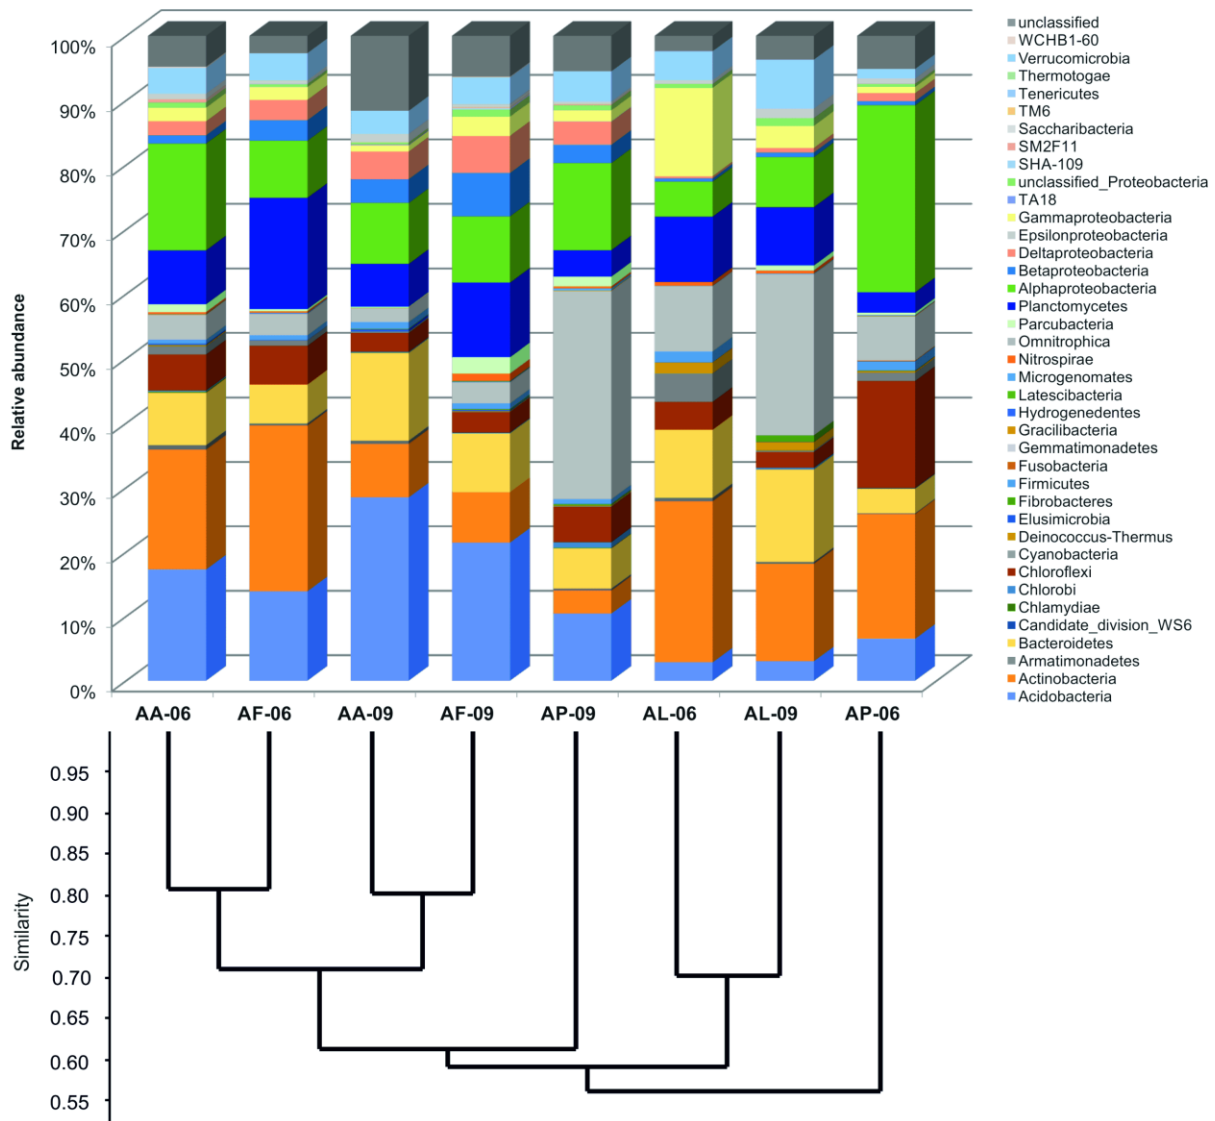 100%
90%
80%
70%
60%
50%
40%
30%
20%
10%
0%
Relative abundance
AA-06 AF-06 AA-09 AF-09 AP-09 AL-06 AL-09 AP-06
unclassified
WCHB1-60
Verrucomicrobia
Thermotogae
Tenericutes
TM6
Saccharibacteria
SM2F11
SHA-109
unclassified_Proteobacteria
TA18
Gammaproteobacteria
Epsilonproteobacteria
Deltaproteobacteria
Betaproteobacteria
Alphaproteobacteria
Planctomycetes
Parcubacteria
Omnitrophica
Nitrospirae
Microgenomates
Latescibacteria
Hydrogenedentes
Gracilibacteria
Gemmatimonadetes
Fusobacteria
Firmicutes
Fibrobacteres
Elusimicrobia
Deinococcus-Thermus
Cyanobacteria
Chloroflexi
Chlorobi
Chlamydiae
Candidate_division_WS6
Bacteroidetes
Armatimonadetes
Actinobacteria
Acidobacteria
0.95
0.90
0.85
0.80
0.75
0.70
0.65
0.60
0.55
Similarity